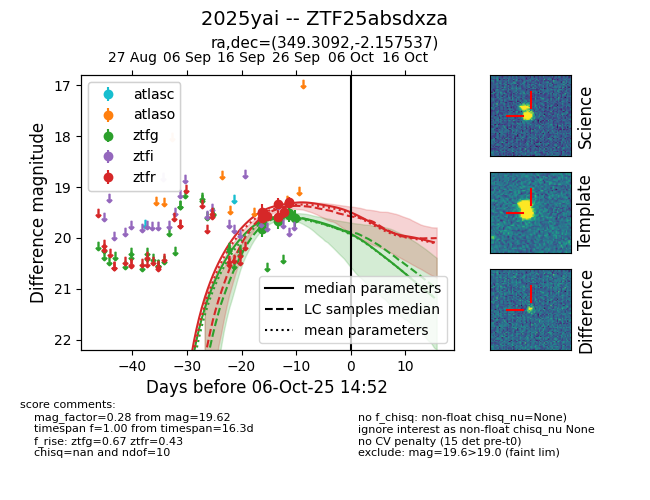 2025yai -- ZTF25absdxza
ra,dec=(349.3092,-2.157537)
27 Aug 06 Sep 16 Sep 26 Sep 06 Oct 16 Oct
17
18
19
20
21
22
Difference magnitude
atlasc
atlaso
ztfg
ztfi
ztfr
median parameters
LC samples median
mean parameters
−40 −30 −20 −10 0 10
Days before 06-Oct-25 14:52
Science
Template
Difference
score comments:
mag_factor=0.28 from mag=19.62
timespan f=1.00 from timespan=16.3d
f_rise: ztfg=0.67 ztfr=0.43
chisq=nan and ndof=10
no f_chisq: non-float chisq_nu=None)
ignore interest as non-float chisq_nu None
no CV penalty (15 det pre-t0)
exclude: mag=19.6>19.0 (faint lim)